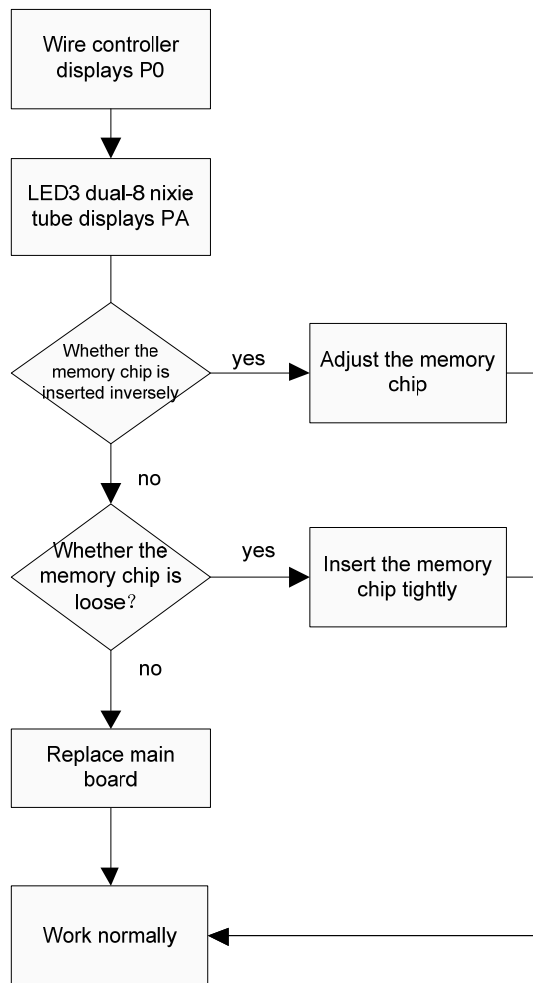 Wire controller
displays P0
LED3 dual-8 nixie
tube displays PA
Whether the
memory chip is
inserted inversely
yes
Adjust the memory
chip
no
Whether the
memory chip is
loose？
yes
Insert the memory
chip tightly
no
Replace main
board
Work normally